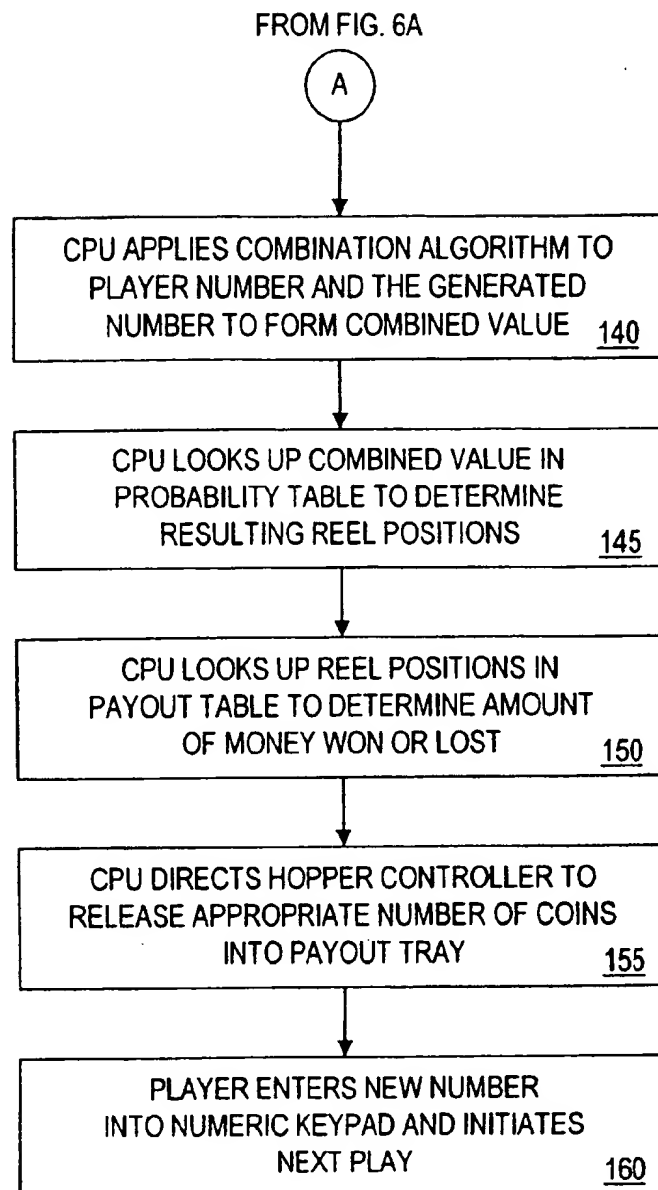 FROM FIG. 6A
A
CPU APPLIES COMBINATION ALGORITHM TO
PLAYER NUMBER AND THE GENERATED
NUMBER TO FORM COMBINED VALUE 140
CPU LOOKS UP COMBINED VALUE IN
PROBABILITY TABLE TO DETERMINE
RESULTING REEL POSITIONS 145
CPU LOOKS UP REEL POSITIONS IN
PAYOUT TABLE TO DETERMINE AMOUNT
OF MONEY WON OR LOST 150
CPU DIRECTS HOPPER CONTROLLER TO
RELEASE APPROPRIATE NUMBER OF COINS
INTO PAYOUT TRAY 155
PLAYER ENTERS NEW NUMBER
INTO NUMERIC KEYPAD AND INITIATES
NEXT PLAY 160